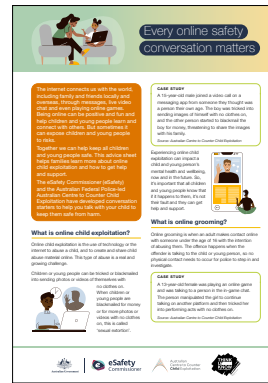 Every online safety
conversation matters
The internet connects us with the world,
including family and friends locally and
overseas, through messages, live video
chat and even playing online games.
Being online can be positive and fun and
help children and young people learn and
connect with others. But sometimes it
can expose children and young people
to risks.
Together we can help keep all children
and young people safe. This advice sheet
helps families learn more about online
child exploitation and how to get help
and support.
The eSafety Commissioner (eSafety)
and the Australian Federal Police-led
Australian Centre to Counter Child
Exploitation have developed conversation
starters to help you talk with your child to
keep them safe from harm.
What is online child exploitation?
Online child exploitation is the use of technology or the
internet to abuse a child, and to create and share child
abuse material online. This type of abuse is a real and
growing challenge.
Children or young people can be tricked or blackmailed
into sending photos or videos of themselves with
no clothes on.
When children or
young people are
blackmailed for money
or for more photos or
videos with no clothes
on, this is called
'sexual extortion'.
CASE STUDY
A 15-year-old male joined a video call on a
messaging app from someone they thought was
a person their own age. The boy was tricked into
sending images of himself with no clothes on,
and the other person started to blackmail the
boy for money, threatening to share the images
with his family.
Source: Australian Centre to Counter Child Exploitation
Experiencing online child
exploitation can impact a
child and young person's
mental health and wellbeing,
now and in the future. So,
it's important that all children
and young people know that
if it happens to them, it's not
their fault and they can get
help and support.
What is online grooming?
Online grooming is when an adult makes contact online
with someone under the age of 16 with the intention
of abusing them. The offence happens when the
offender is talking to the child or young person, so no
physical contact needs to occur for police to step in and
investigate.
CASE STUDY
A 13-year-old female was playing an online game
and was talking to a person in the in-game chat.
The person manipulated the girl to continue
talking on another platform and then tricked her
into performing acts with no clothes on.
Source: Australian Centre to Counter Child Exploitation
Australian Government
eSafety
Commissioner
Australian
Centre to Counter
Child Exploitation
THINK
U KNOW